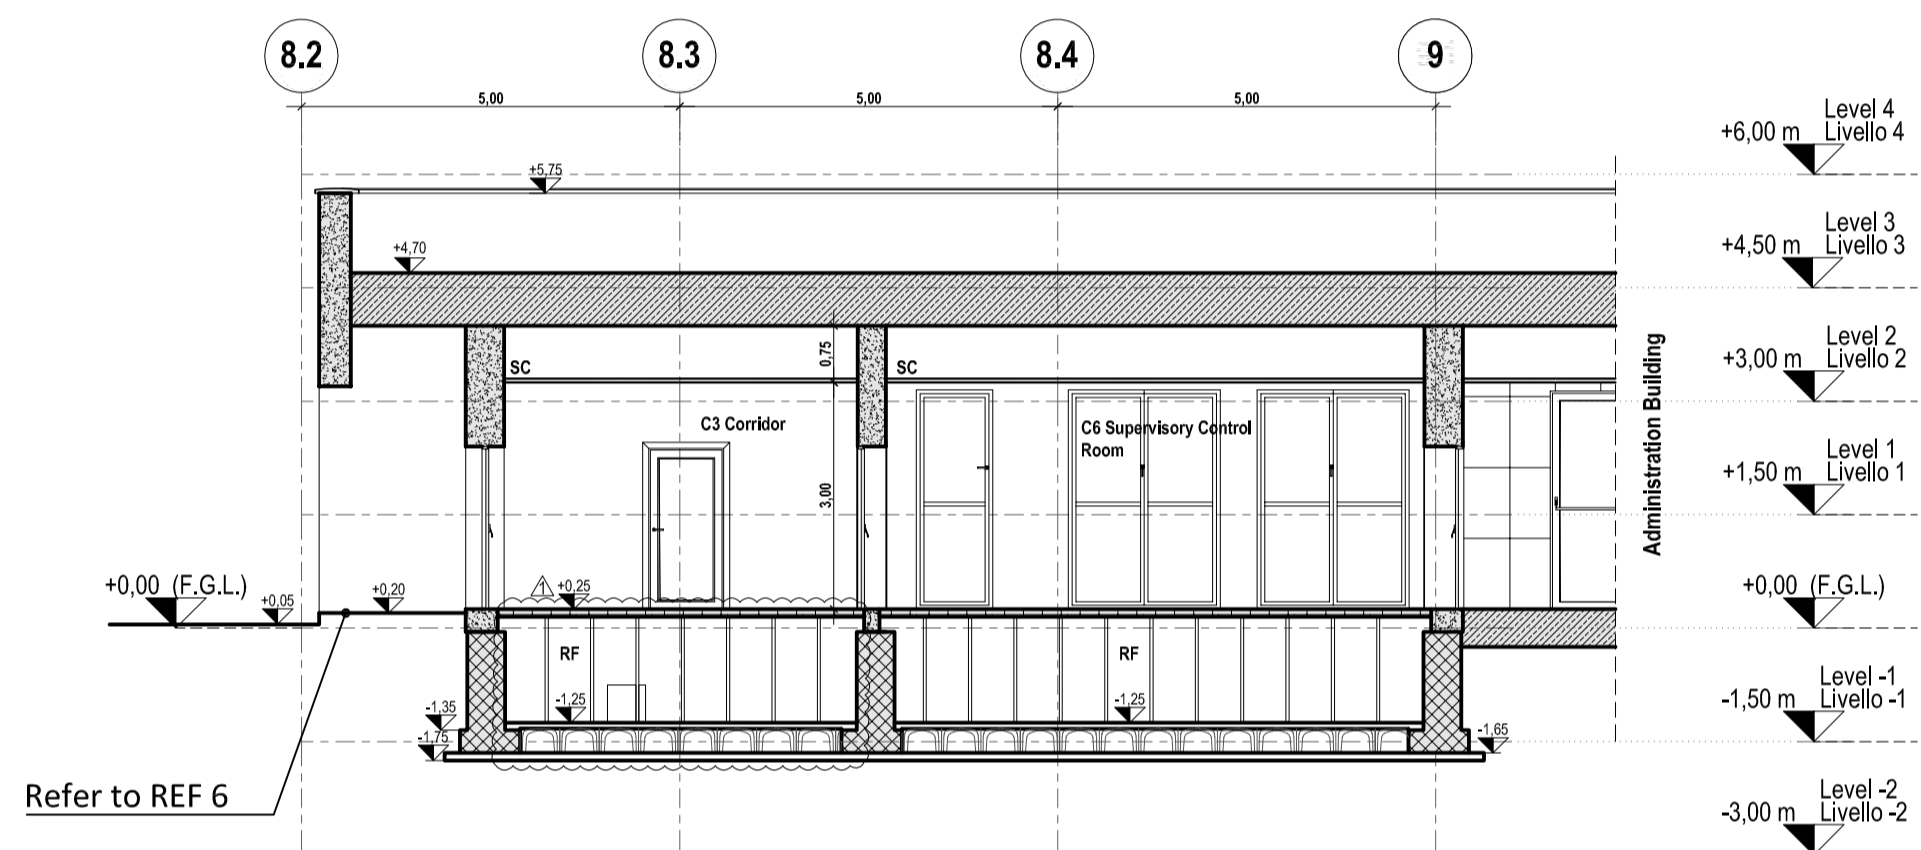 8.2
8.3
8.4
9
5,00
5,00
5,00
Level 4
+6,00 m Livello 4
+5,75
Level 3
+4,50 m Livello 3
+4,70
Level 2
+3,00 m Livello 2
0,75
SC
SC
C3 Corridor
C6 Supervisory Control
Room
Administration Building
Level 1
+1,50 m Livello 1
3,00
+0,00 (F.G.L.)
+0,05
+0,20
1
+0,25
+0,00 (F.G.L.)
RF
RF
-1,25
-1,25
-1,35
-1,75
-1,65
Level -1
-1,50 m Livello -1
Refer to REF 6
Level -2
-3,00 m Livello -2